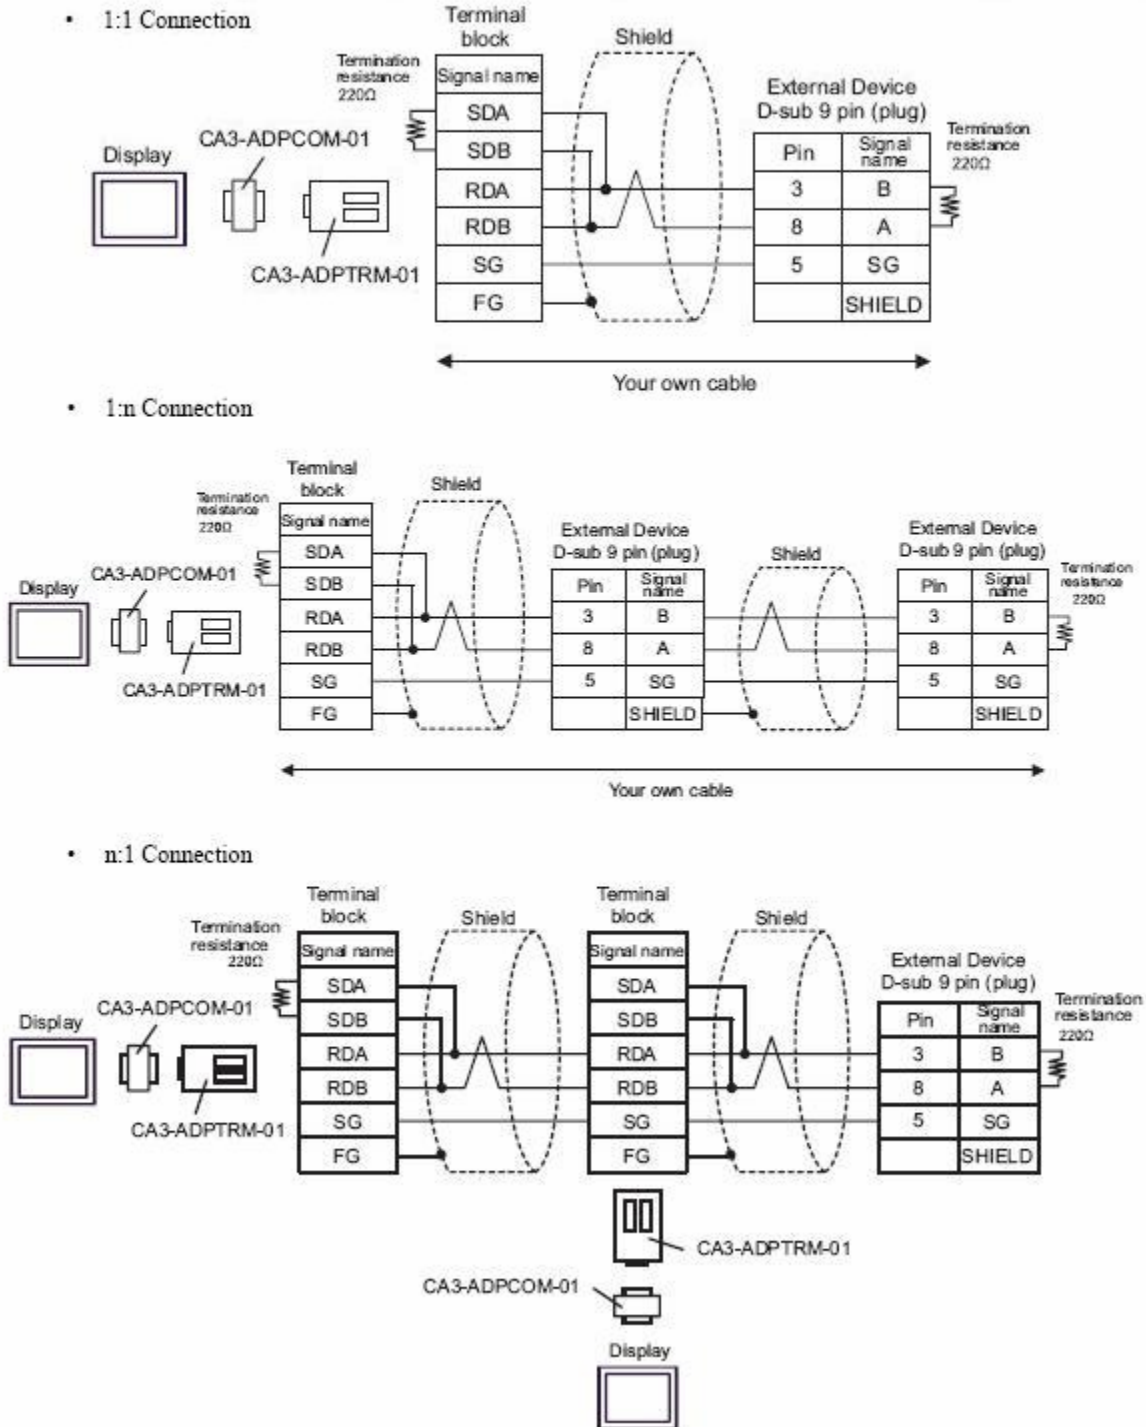 • 1:1 Connection
Terminal
block
Shield
Termination
resistance
220Ω
Signal name
External Device
D-sub 9 pin (plug)
SDA
Termination
resistance
220Ω
CA3-ADPCOM-01
Display
SDB
Pin
Signal
name
RDA
3
B
RDB
8
A
SG
5
SG
CA3-ADPTRM-01
FG
SHIELD
Your own cable
• 1:n Connection
Terminal
block
Shield
Termination
resistance
220Ω
Signal name
External Device
D-sub 9 pin (plug)
Shield
External Device
D-sub 9 pin (plug)
SDA
Termination
resistance
220Ω
CA3-ADPCOM-01
Display
SDB
Pin
Signal
name
Pin
Signal
name
RDA
3
B
3
B
RDB
8
A
8
A
SG
5
SG
5
SG
CA3-ADPTRM-01
FG
SHIELD
SHIELD
Your own cable
• n:1 Connection
Terminal
block
Shield
Terminal
block
Shield
Termination
resistance
220Ω
Signal name
Signal name
External Device
D-sub 9 pin (plug)
SDA
SDA
Termination
resistance
220Ω
CA3-ADPCOM-01
Display
SDB
SDB
Pin
Signal
name
RDA
RDA
3
B
RDB
RDB
8
A
SG
SG
5
SG
CA3-ADPTRM-01
FG
FG
SHIELD
CA3-ADPTRM-01
CA3-ADPCOM-01
Display